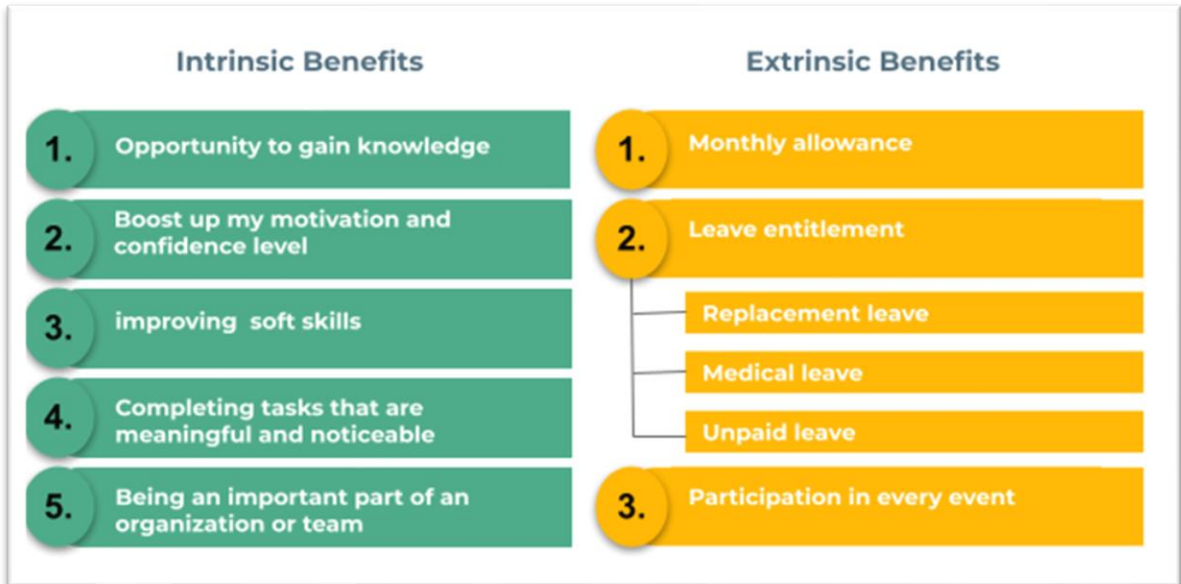 Intrinsic Benefits
1. Opportunity to gain knowledge
2. Boost up my motivation and
confidence level
3. improving  soft skills
4. Completing tasks that are
meaningful and noticeable
5. Being an important part of an
organization or team
Extrinsic Benefits
1. Monthly allowance
2. Leave entitlement
Replacement leave
Medical leave
Unpaid leave
3. Participation in every event